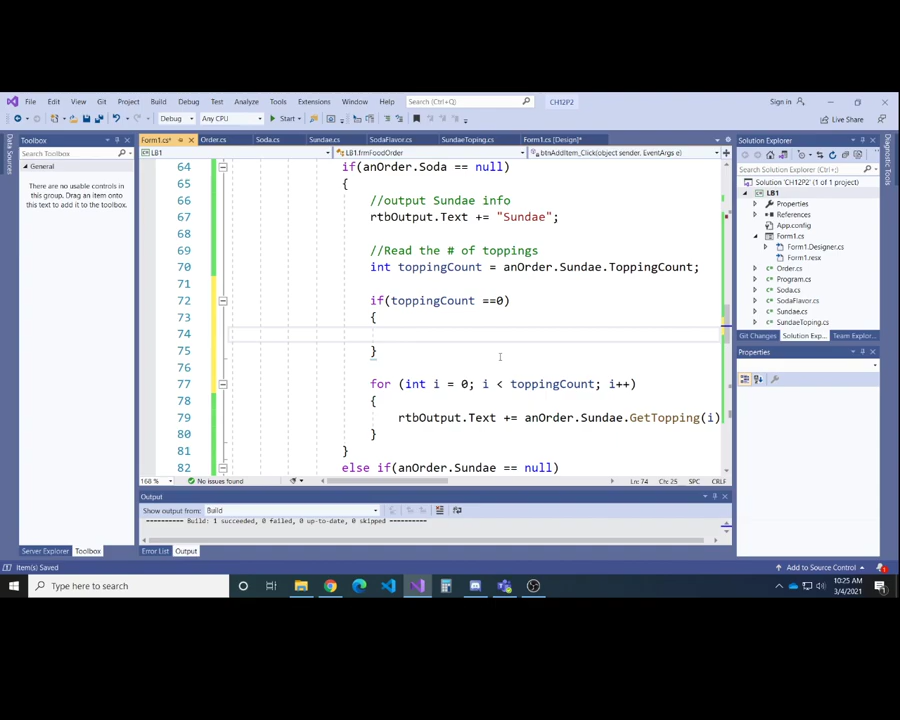 File Edit View Git Project Build Debug Test Analyze Tools Extensions Window Help Search (Ctrl+Q) CH12P2 Sign in
Debug Any CPU Start Live Share
Data Sources
Toolbox
Form1.cs* Order.cs Soda.cs Sundae.cs SodaFlavor.cs SundaeTopping.cs Form1.cs [Design]*
Solution Explorer
Diagnostic Tools
Search Toolbox
LB1 LB1.frmFoodOrder btnAddItem_Click(object sender, EventArgs e)
General
There are no usable controls in
this group. Drag an item onto
this text to add it to the toolbox.
64 if(anOrder.Soda == null)
65 {
66 //output Sundae info
67 rtbOutput.Text += "Sundae";
68
69 //Read the # of toppings
70 int toppingCount = anOrder.Sundae.ToppingCount;
71
72 if(toppingCount ==0)
73 {
74
75 }
76
77 for (int i = 0; i < toppingCount; i++)
78 {
79 rtbOutput.Text += anOrder.Sundae.GetTopping(i)
80 }
81 }
82 else if(anOrder.Sundae == null)
168 % No issues found Ln: 74 Ch: 25 SPC CRLF
Search Solution Explorer (Ctrl+;)
Solution 'CH12P2' (1 of 1 project)
LB1
Properties
References
App.config
Form1.cs
Form1.Designer.cs
Form1.resx
Order.cs
Program.cs
Soda.cs
SodaFlavor.cs
Sundae.cs
SundaeTopping.cs
Git Changes Solution Exp... Team Explor...
Properties
Output
Show output from: Build
========== Build: 1 succeeded, 0 failed, 0 up-to-date, 0 skipped ==========
Server Explorer Toolbox Error List Output
Item(s) Saved Add to Source Control 1
Type here to search
10:25 AM
3/4/2021
1